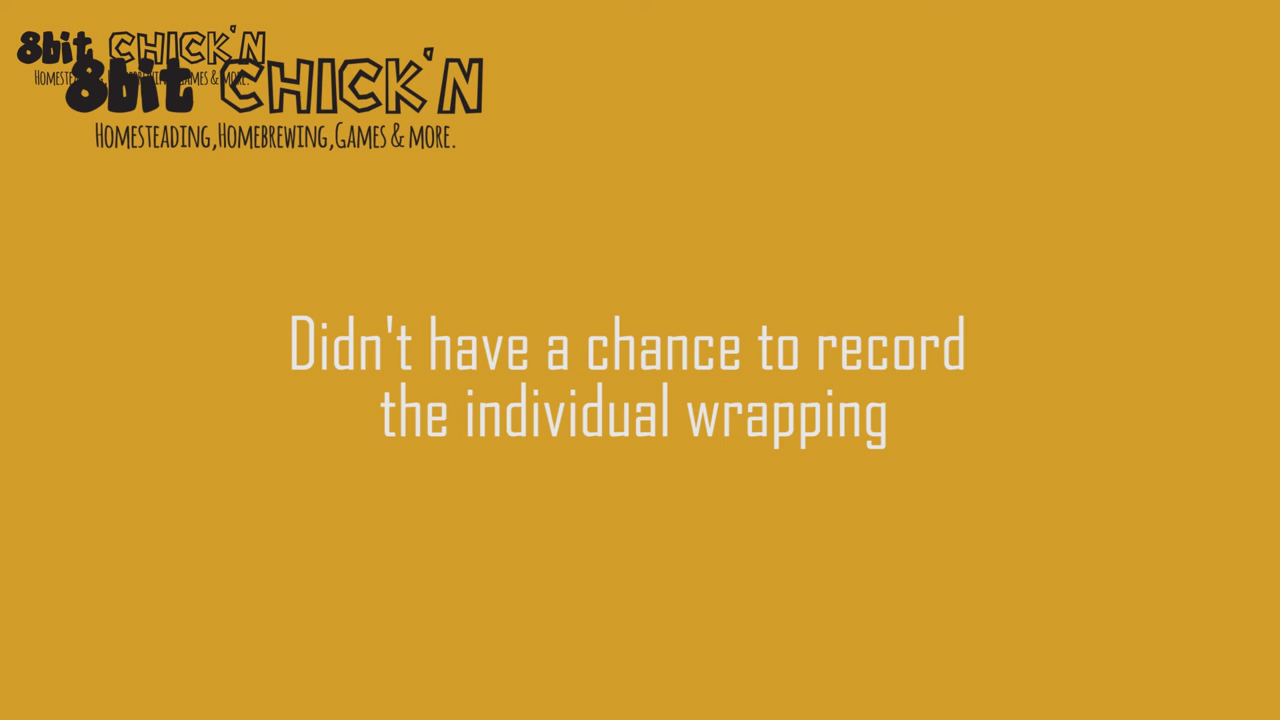 8bit CHICK'N
8bit CHICK'N
HOMESTEADING, HOMEBREWING, GAMES & MORE.
Didn't have a chance to record
the individual wrapping